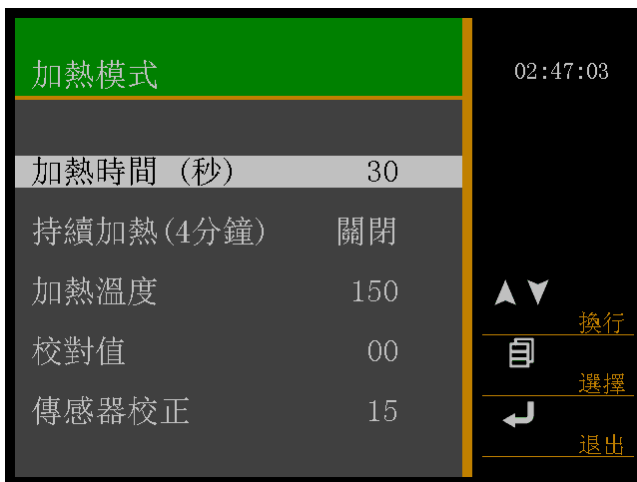 加熱模式
02:47:03
加熱時間 (秒) 30
持續加熱(4分鐘) 關閉
加熱溫度 150
校對值 00
傳感器校正 15
換行
選擇
退出